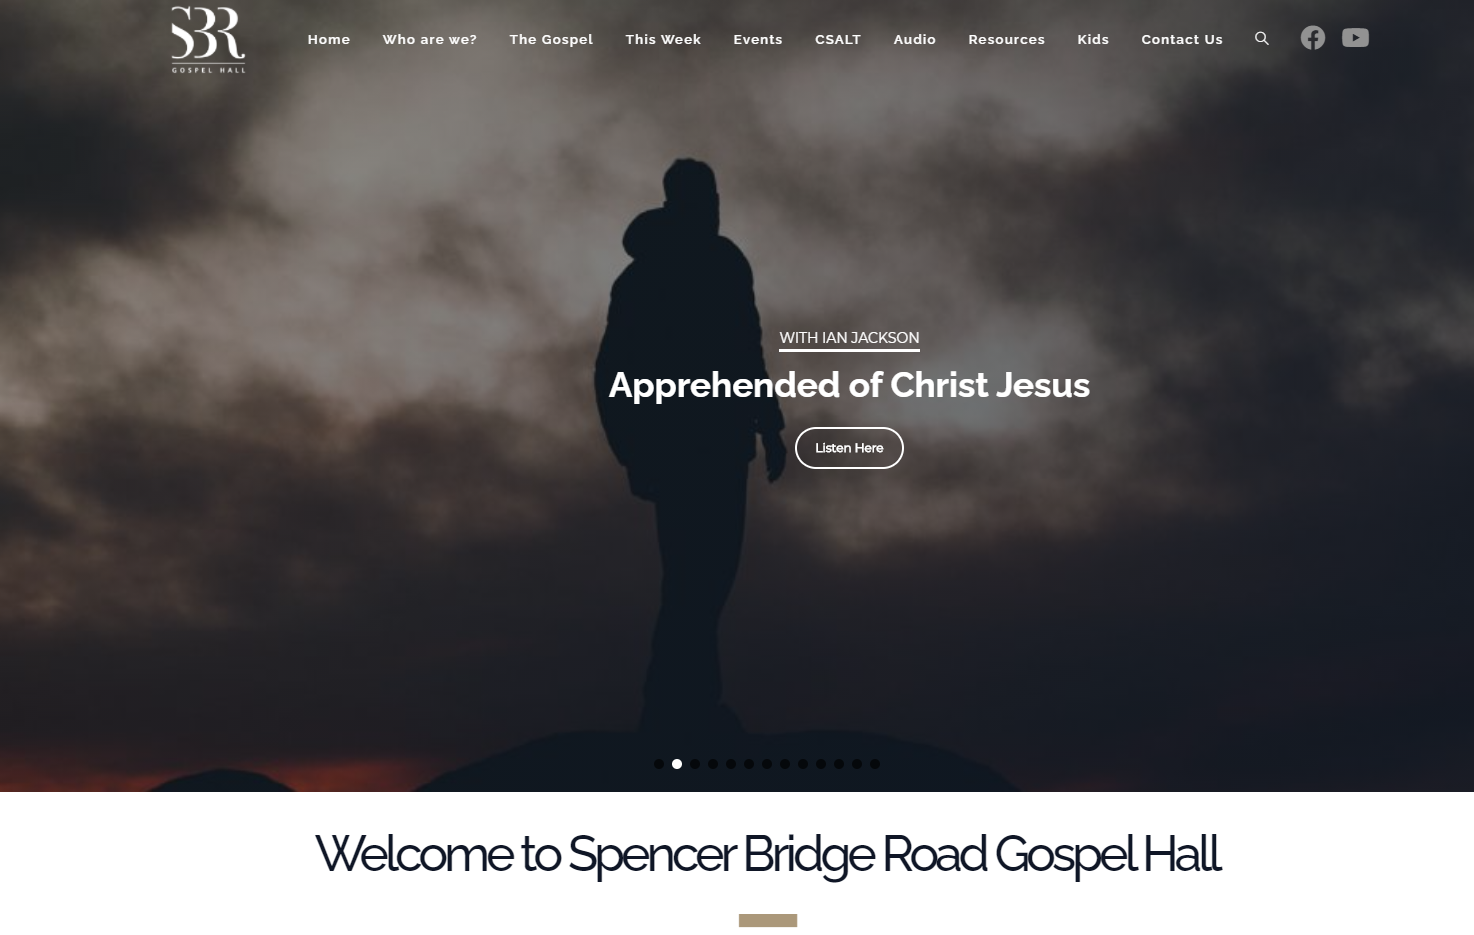 SBR
GOSPEL HALL
Home Who are we? The Gospel This Week Events CSALT Audio Resources Kids Contact Us
WITH IAN JACKSON
Apprehended of Christ Jesus
Listen Here
Welcome to Spencer Bridge Road Gospel Hall